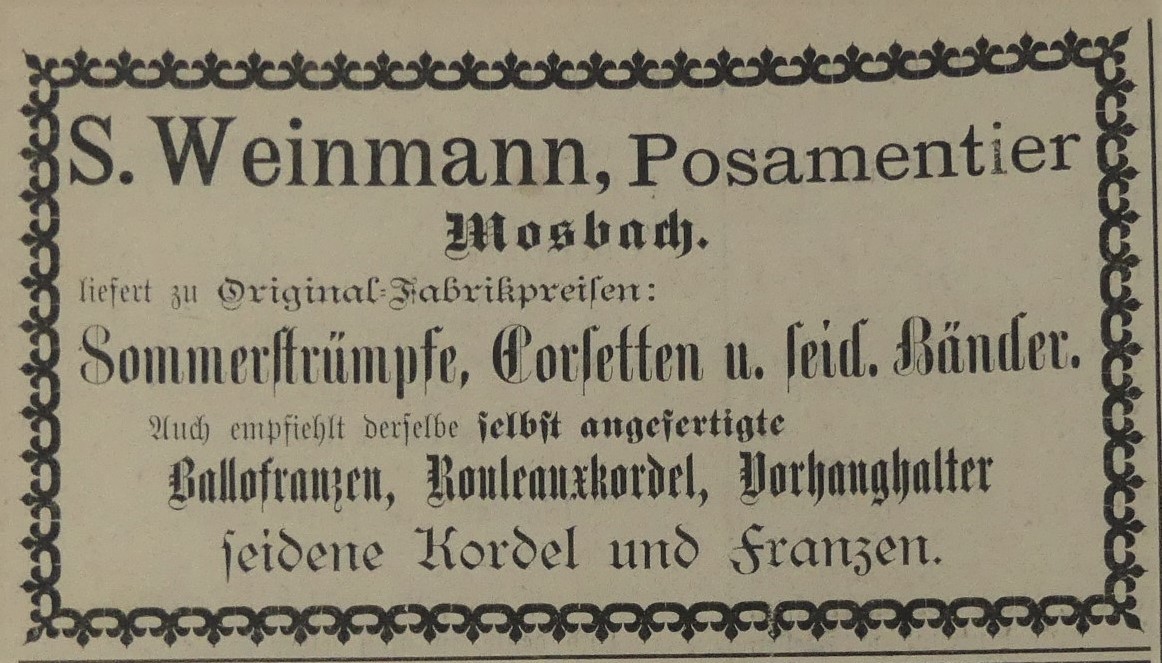 S. Weinmann, Posamentier
Mosbach.
liefert zu Original-Fabrikpreisen:
Sommerstrümpfe, Corsetten u. seid. Bänder.
Auch empfiehlt derselbe selbst angefertigte
Ballofranzen, Rouleauxkordel, Vorhanghalter
seidene Kordel und Franzen.